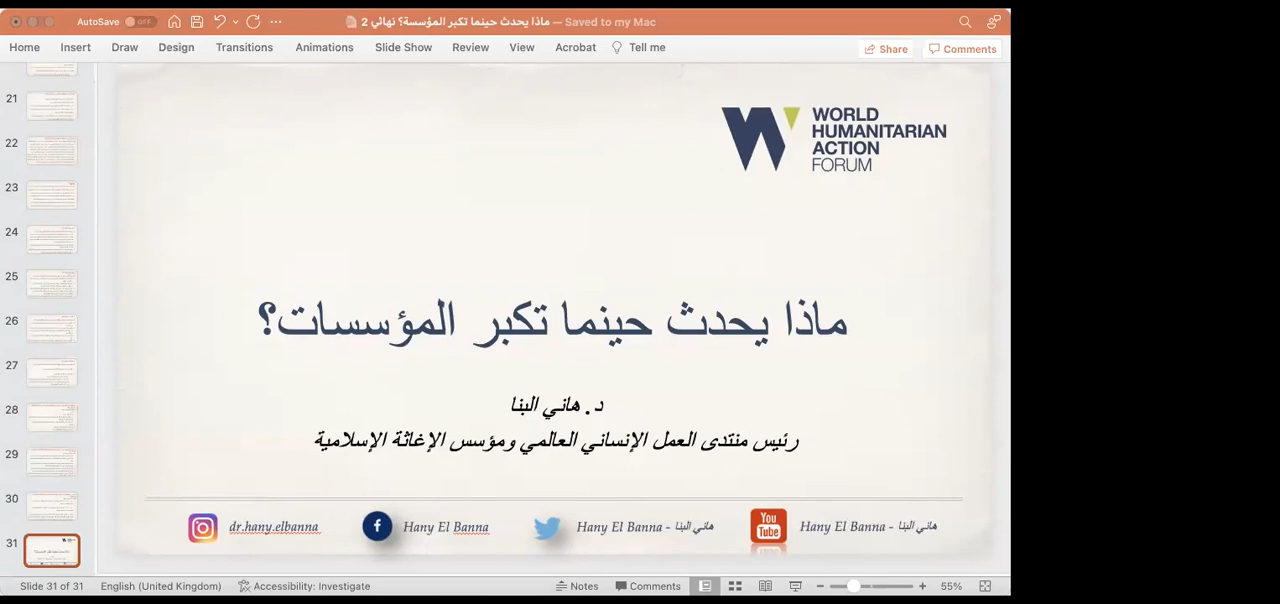 AutoSave OFF
ماذا يحدث حينما تكبر المؤسسة؟ نهائي 2 — Saved to my Mac
Home Insert Draw Design Transitions Animations Slide Show Review View Acrobat Tell me Share Comments
21
22
23
24
25
26
27
28
29
30
31
WORLD
HUMANITARIAN
ACTION
FORUM
ماذا يحدث حينما تكبر المؤسسات؟
د. هاني البنا
رئيس منتدى العمل الإنساني العالمي ومؤسس الإغاثة الإسلامية
dr.hany.elbanna
Hany El Banna
Hany El Banna - هاني البنا
You Tube
Hany El Banna - هاني البنا
Slide 31 of 31 English (United Kingdom) Accessibility: Investigate Notes Comments 55%